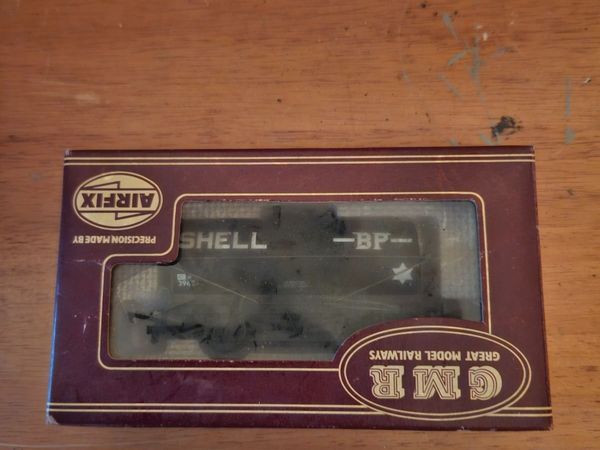 AIRFIX
PRECISION MADE BY
SHELL —BP—
GMR
GREAT MODEL RAILWAYS